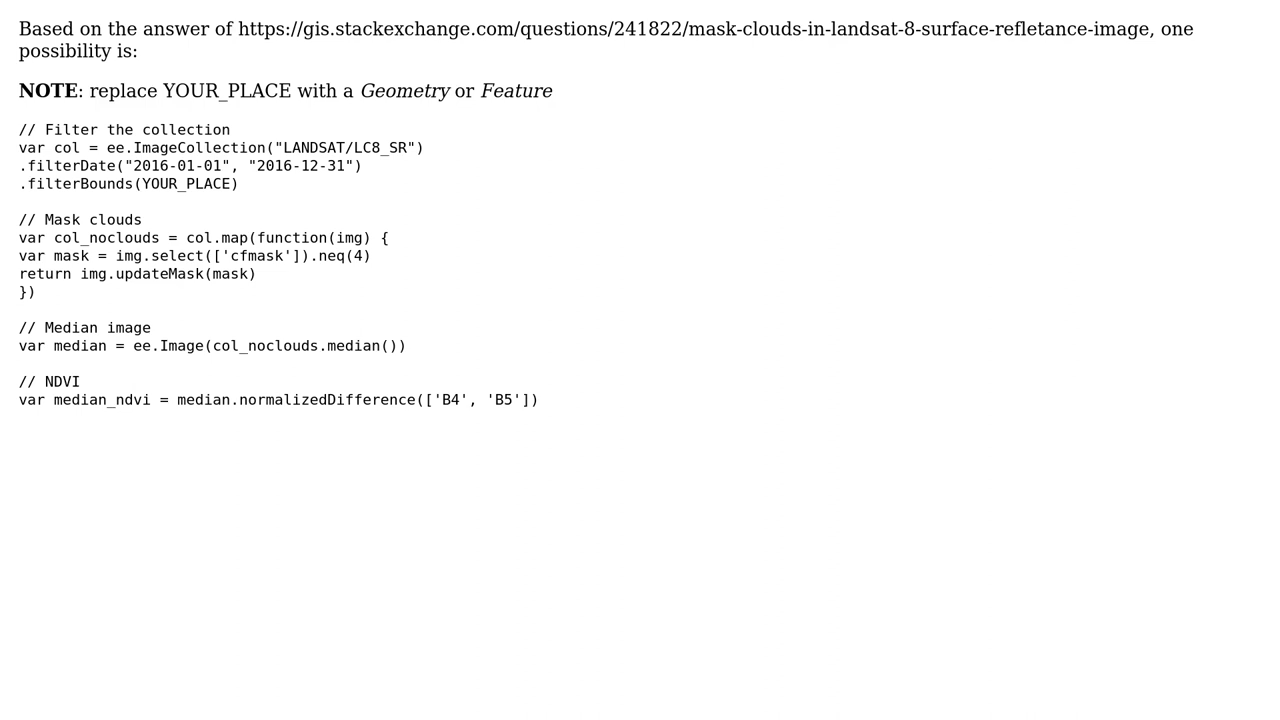 Based on the answer of https://gis.stackexchange.com/questions/241822/mask-clouds-in-landsat-8-surface-refletance-image, one
possibility is:
NOTE: replace YOUR_PLACE with a Geometry or Feature
// Filter the collection
var col = ee.ImageCollection("LANDSAT/LC8_SR")
.filterDate("2016-01-01", "2016-12-31")
.filterBounds(YOUR_PLACE)
// Mask clouds
var col_noclouds = col.map(function(img) {
var mask = img.select(['cfmask']).neq(4)
return img.updateMask(mask)
})
// Median image
var median = ee.Image(col_noclouds.median())
// NDVI
var median_ndvi = median.normalizedDifference(['B4', 'B5'])